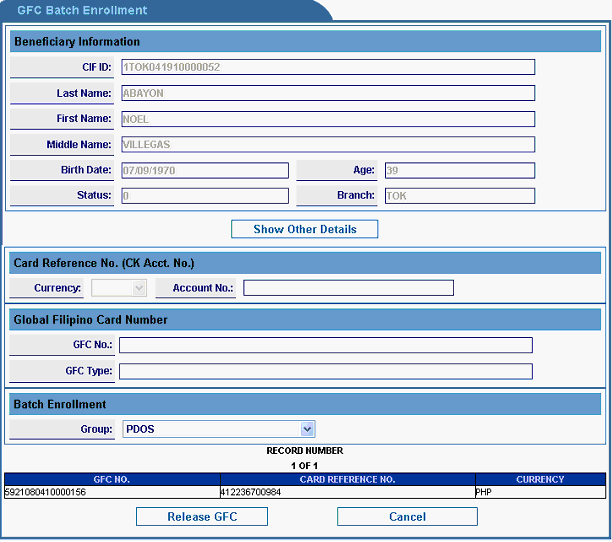 GFC Batch Enrollment
Beneficiary Information
CIF ID: 1TOK041910000052
Last Name: ABAYON
First Name: NOEL
Middle Name: VILLEGAS
Birth Date: 07/09/1970 Age: 39
Status: 0 Branch: TOK
Show Other Details
Card Reference No. (CK Acct. No.)
Currency: Account No.:
Global Filipino Card Number
GFC No.:
GFC Type:
Batch Enrollment
Group: PDOS
RECORD NUMBER
1 OF 1
GFC NO. CARD REFERENCE NO. CURRENCY
5921080410000156 412236700984 PHP
Release GFC Cancel